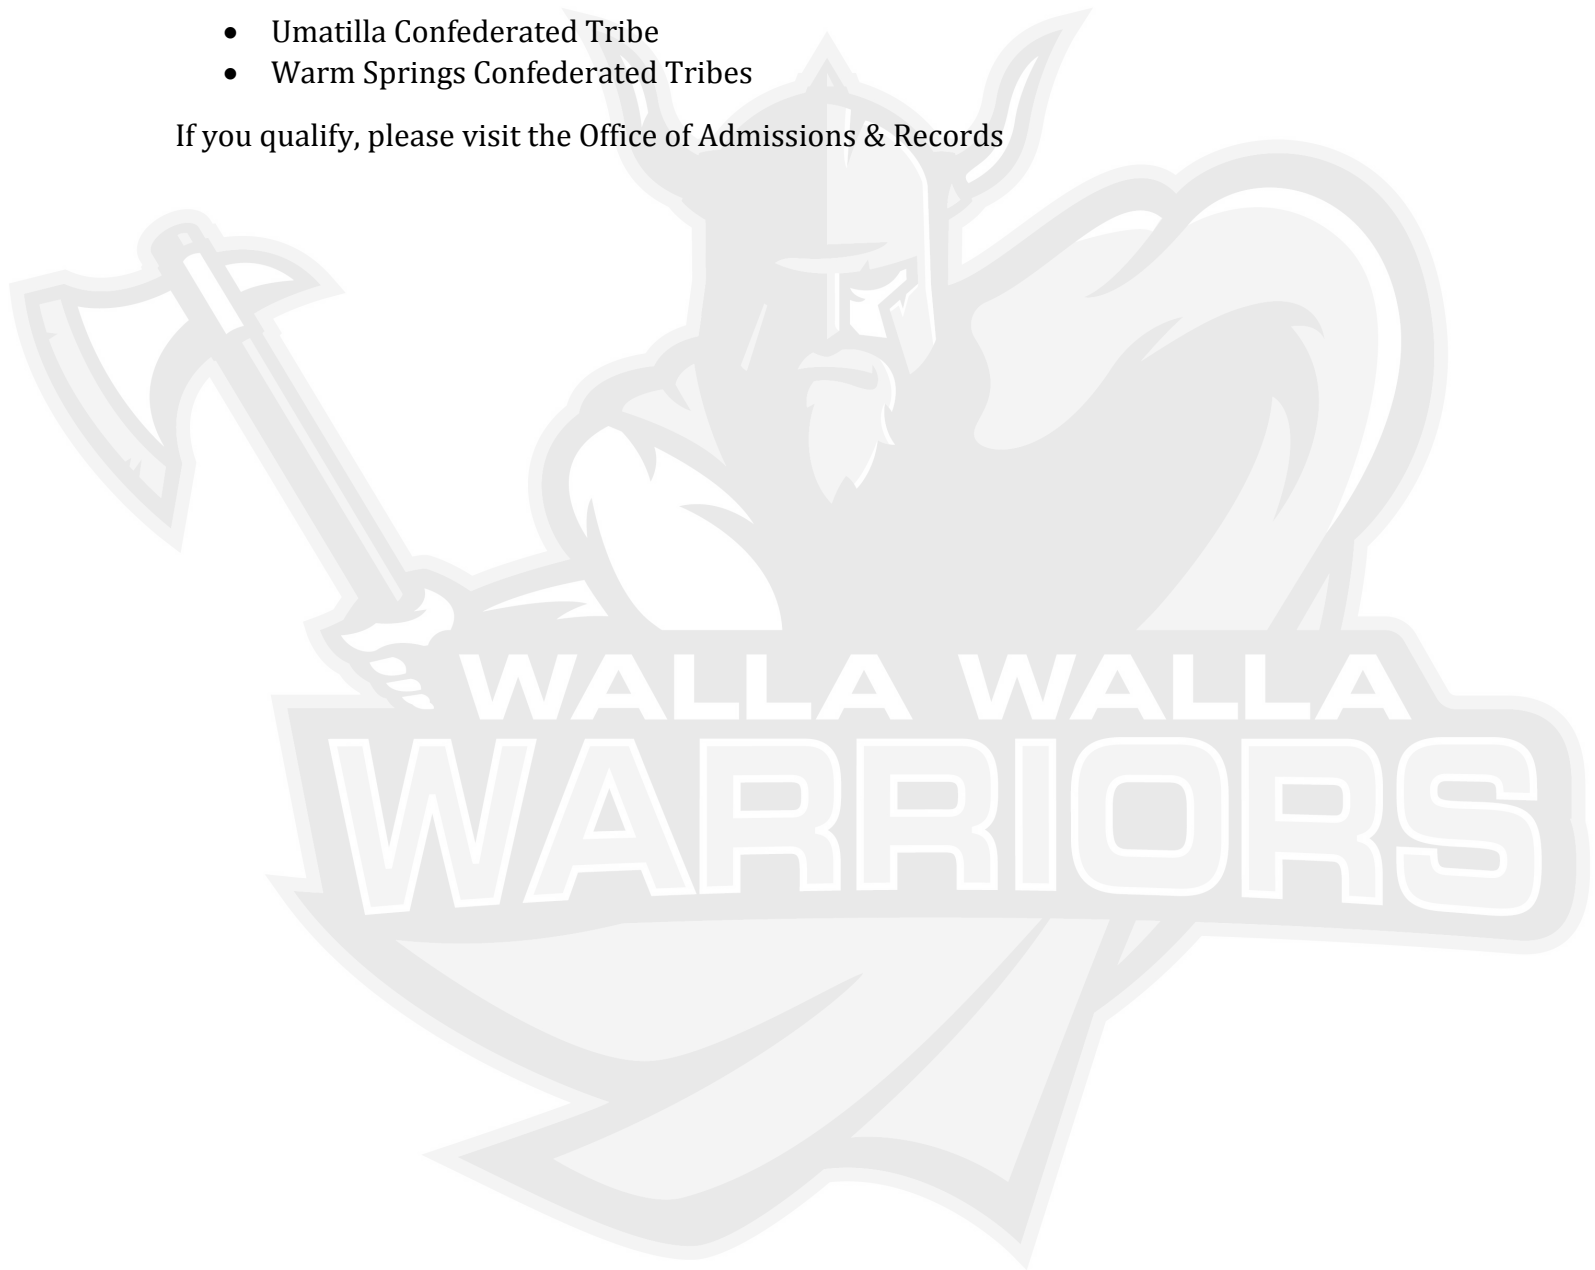 • Umatilla Confederated Tribe
• Warm Springs Confederated Tribes
If you qualify, please visit the Office of Admissions & Records
WALLA WALLA
WARRIORS